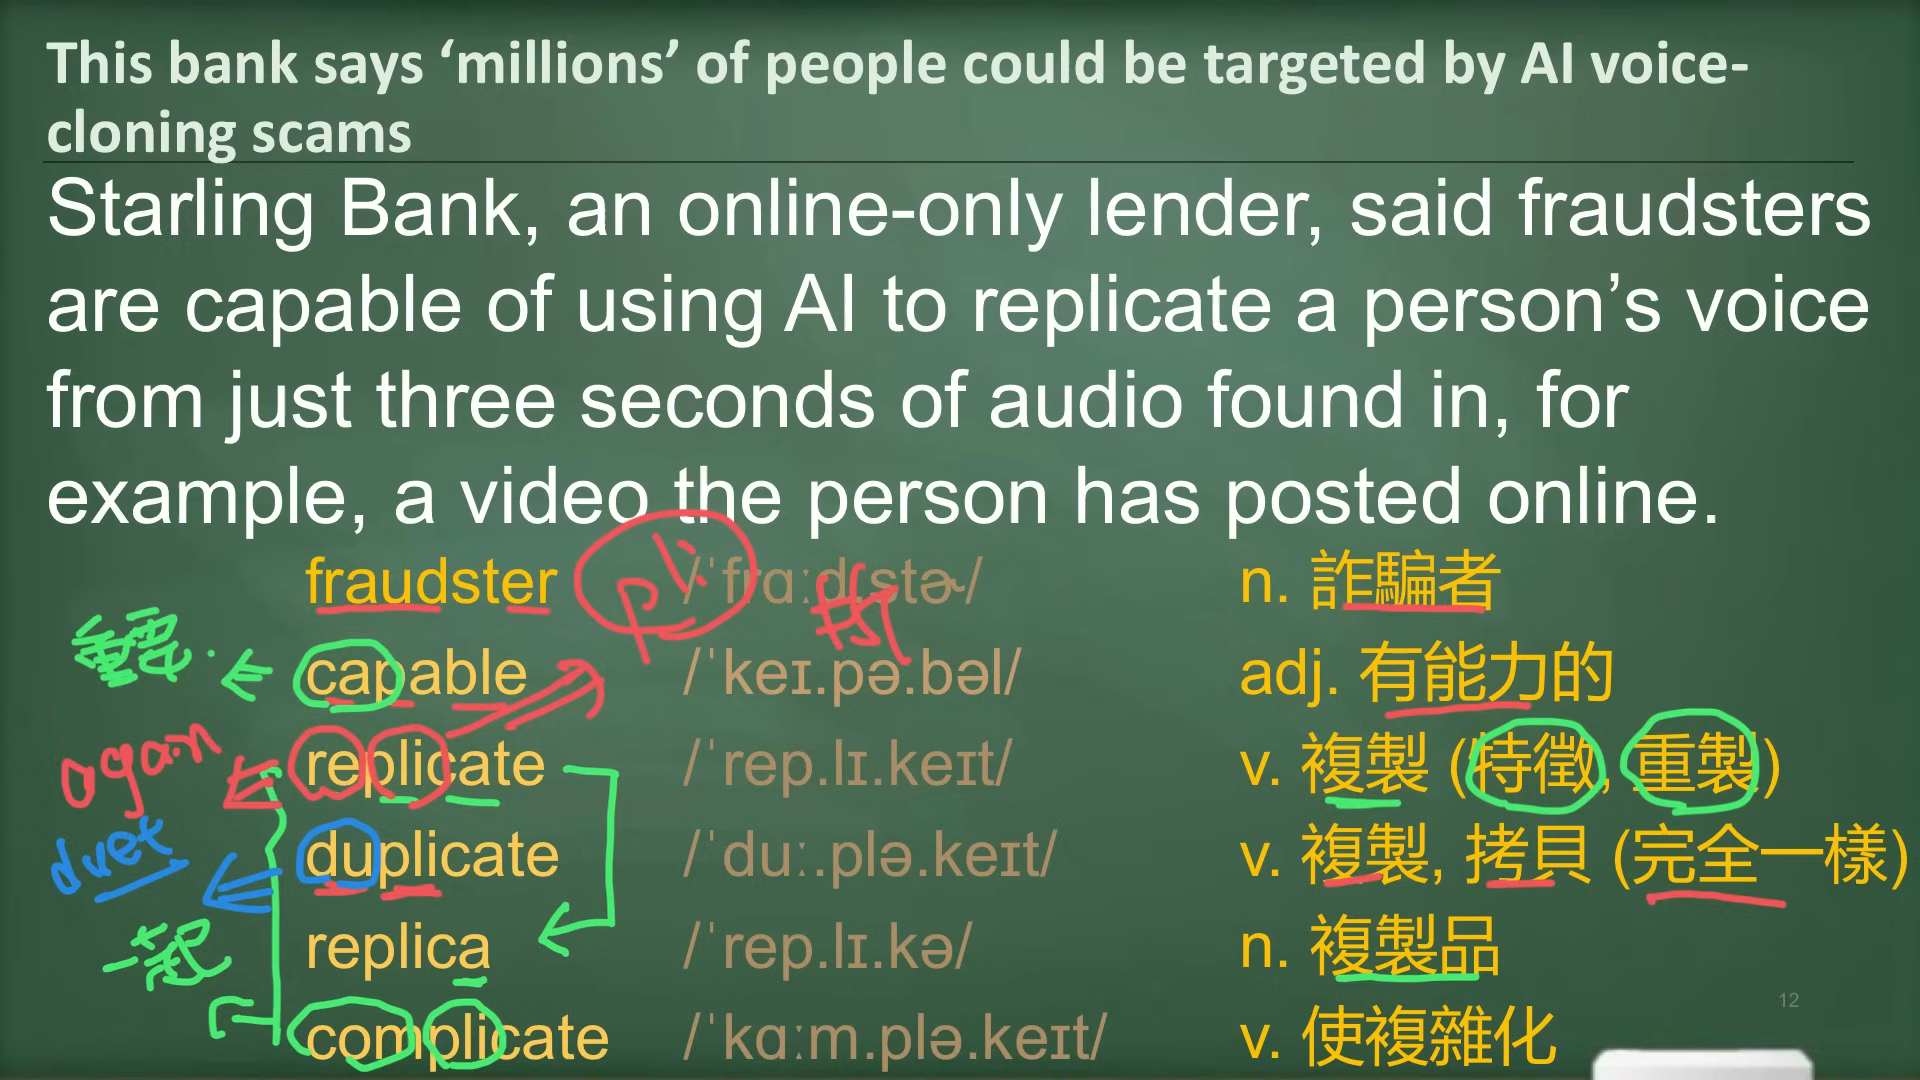 This bank says ‘millions’ of people could be targeted by AI voice-
cloning scams
Starling Bank, an online-only lender, said fraudsters
are capable of using AI to replicate a person’s voice
from just three seconds of audio found in, for
example, a video the person has posted online.
fraudster /ˈfrɑːd.stɚ/ n. 詐騙者
pli
重要
capable /ˈkeɪ.pə.bəl/ adj. 有能力的
again
replicate /ˈrep.lɪ.keɪt/ v. 複製 (特徵, 重製)
duet
duplicate /ˈduː.plə.keɪt/ v. 複製, 拷貝 (完全一樣)
一起
replica /ˈrep.lɪ.kə/ n. 複製品
12
complicate /ˈkɑːm.plə.keɪt/ v. 使複雜化